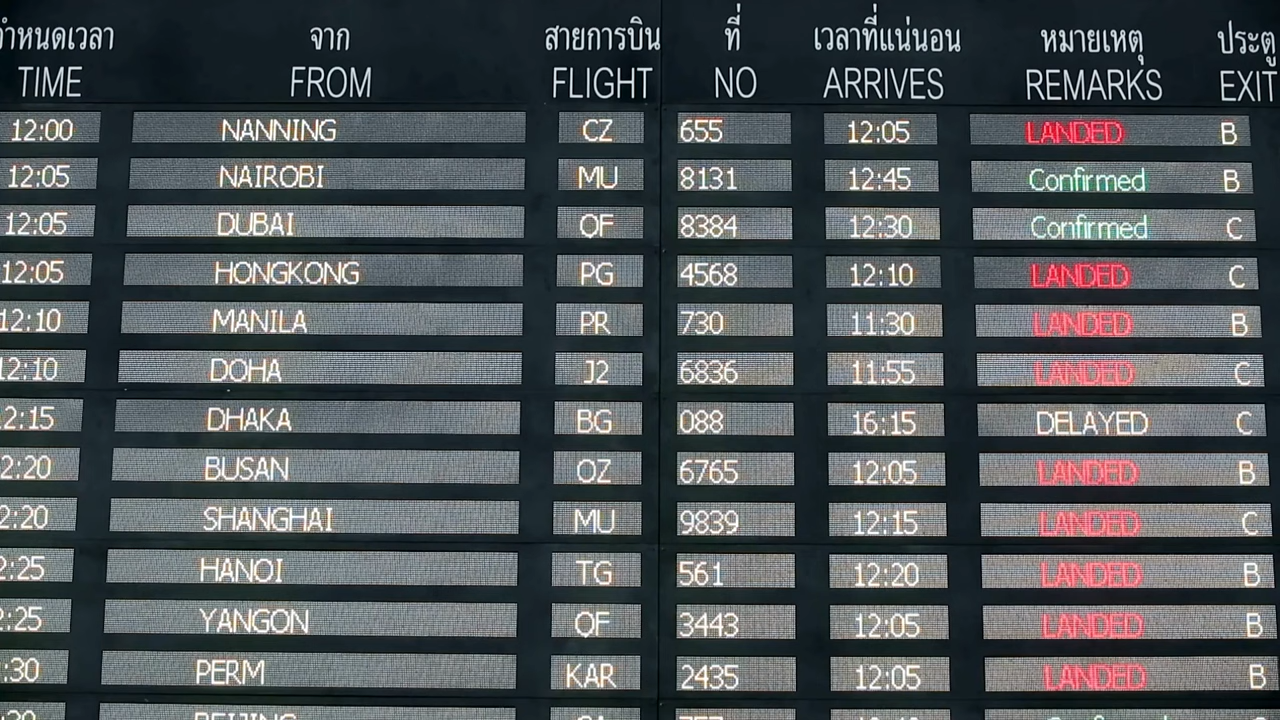 กำหนดเวลา จาก สายการบิน ที่ เวลาที่แน่นอน หมายเหตุ ประตู
TIME FROM FLIGHT NO ARRIVES REMARKS EXIT
12:00 NANNING CZ 655 12:05 LANDED B
12:05 NAIROBI MU 8131 12:45 Confirmed B
12:05 DUBAI QF 8384 12:30 Confirmed C
12:05 HONGKONG PG 4568 12:10 LANDED C
12:10 MANILA PR 730 11:30 LANDED B
12:10 DOHA J2 6836 11:55 LANDED C
2:15 DHAKA BG 088 16:15 DELAYED C
2:20 BUSAN OZ 6765 12:05 LANDED B
2:20 SHANGHAI MU 9839 12:15 LANDED C
2:25 HANOI TG 561 12:20 LANDED B
:25 YANGON QF 3443 12:05 LANDED B
:30 PERM KAR 2435 12:05 LANDED B
BEIJING